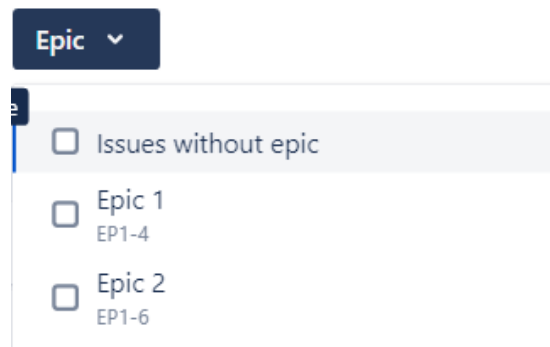 Epic
e
Issues without epic
Epic 1
EP1-4
Epic 2
EP1-6